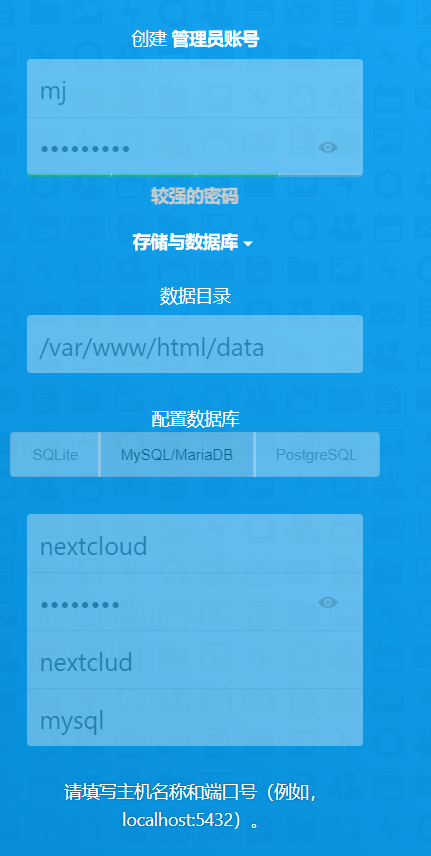 创建 管理员账号
mj
•••••••••
较强的密码
存储与数据库
数据目录
/var/www/html/data
配置数据库
SQLite MySQL/MariaDB PostgreSQL
nextcloud
••••••••
nextclud
mysql
请填写主机名称和端口号（例如，
localhost:5432）。